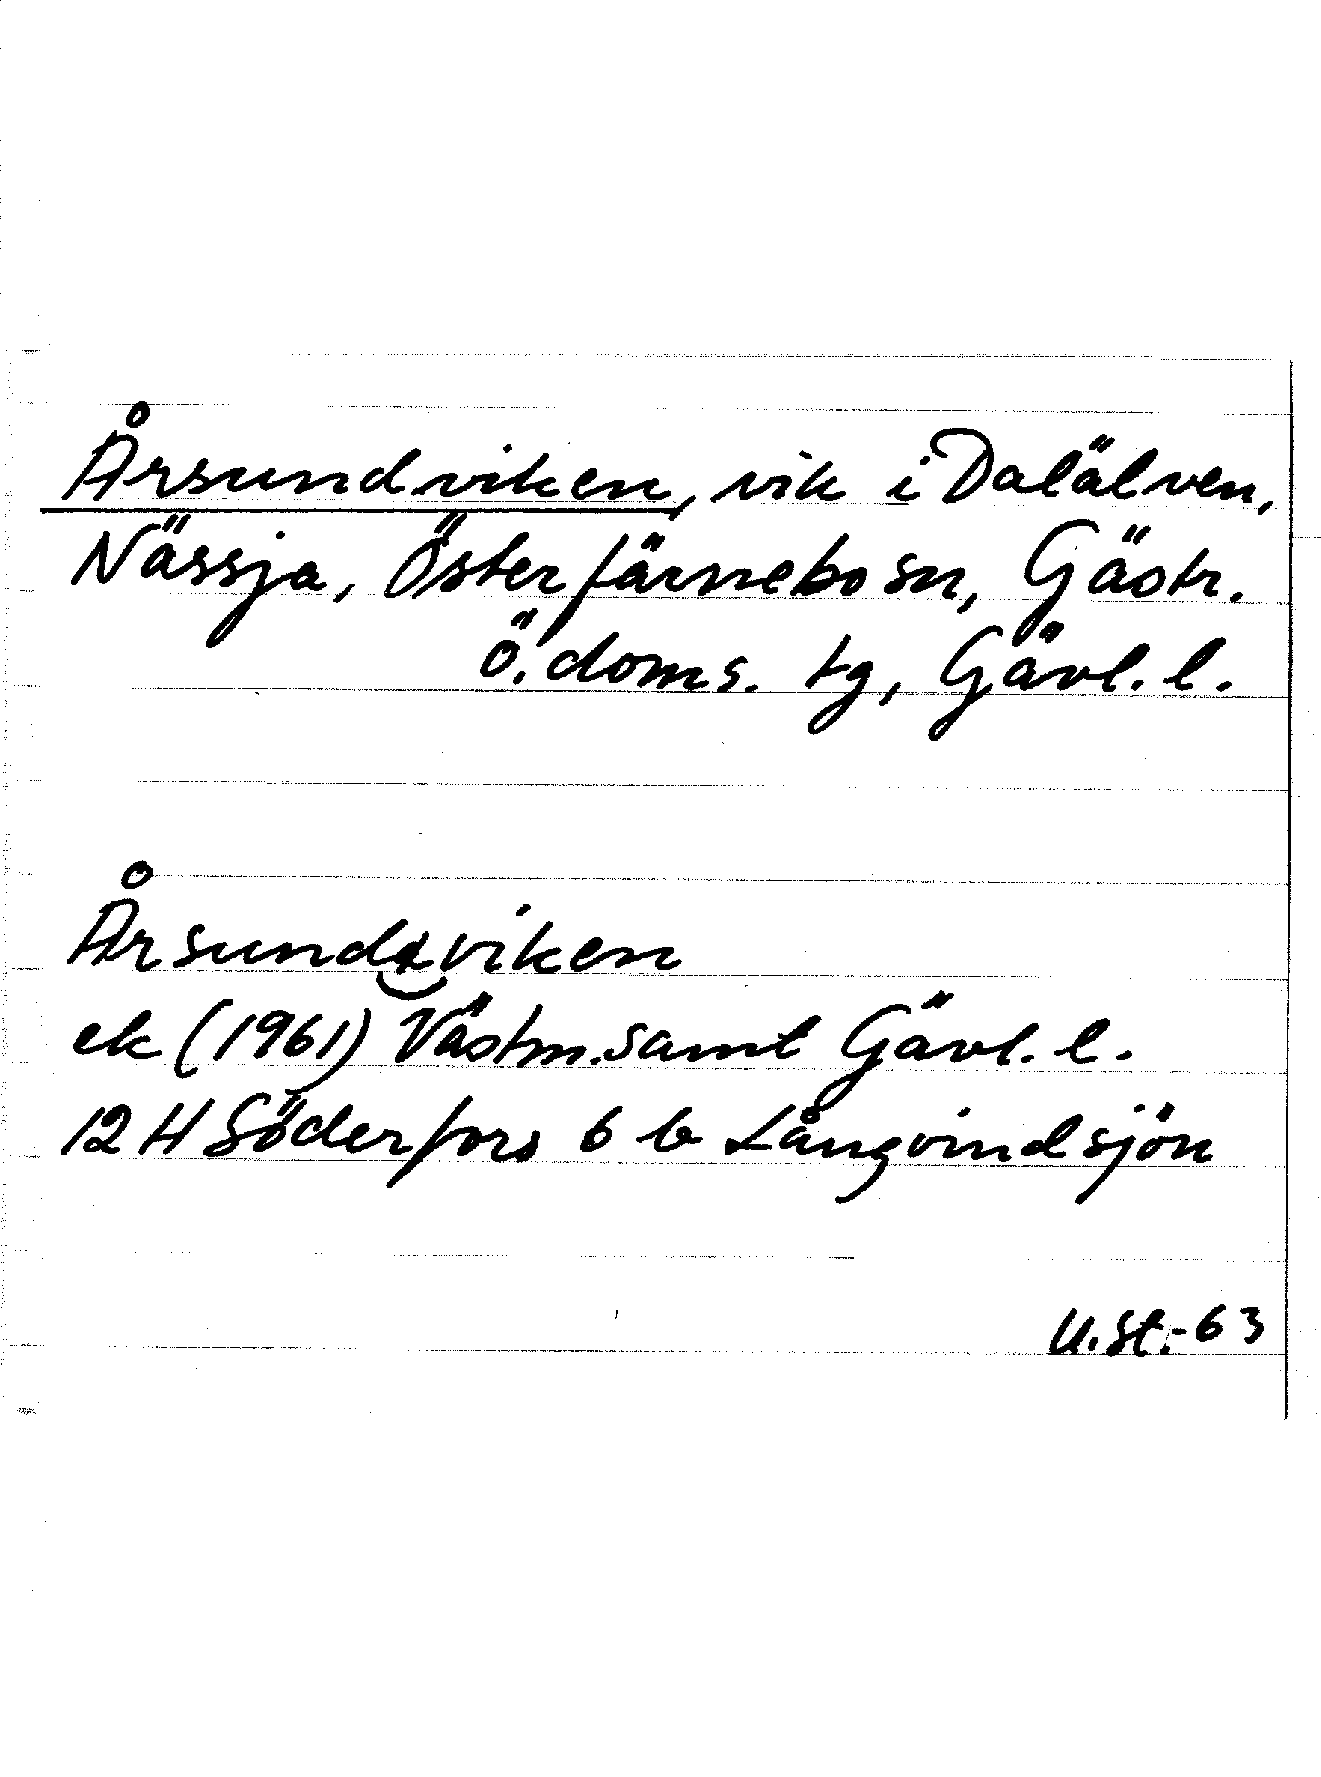 Årsundviken, vik i Dalälven,
Nässja, Österfärnebo sn, Gästr.
ö. doms. tg, Gävl. l.
Årsundviken
ek (1961) Västm. samt Gävl. l.
12 H Söderfors 6 b Långvindsjön
U.St.-63